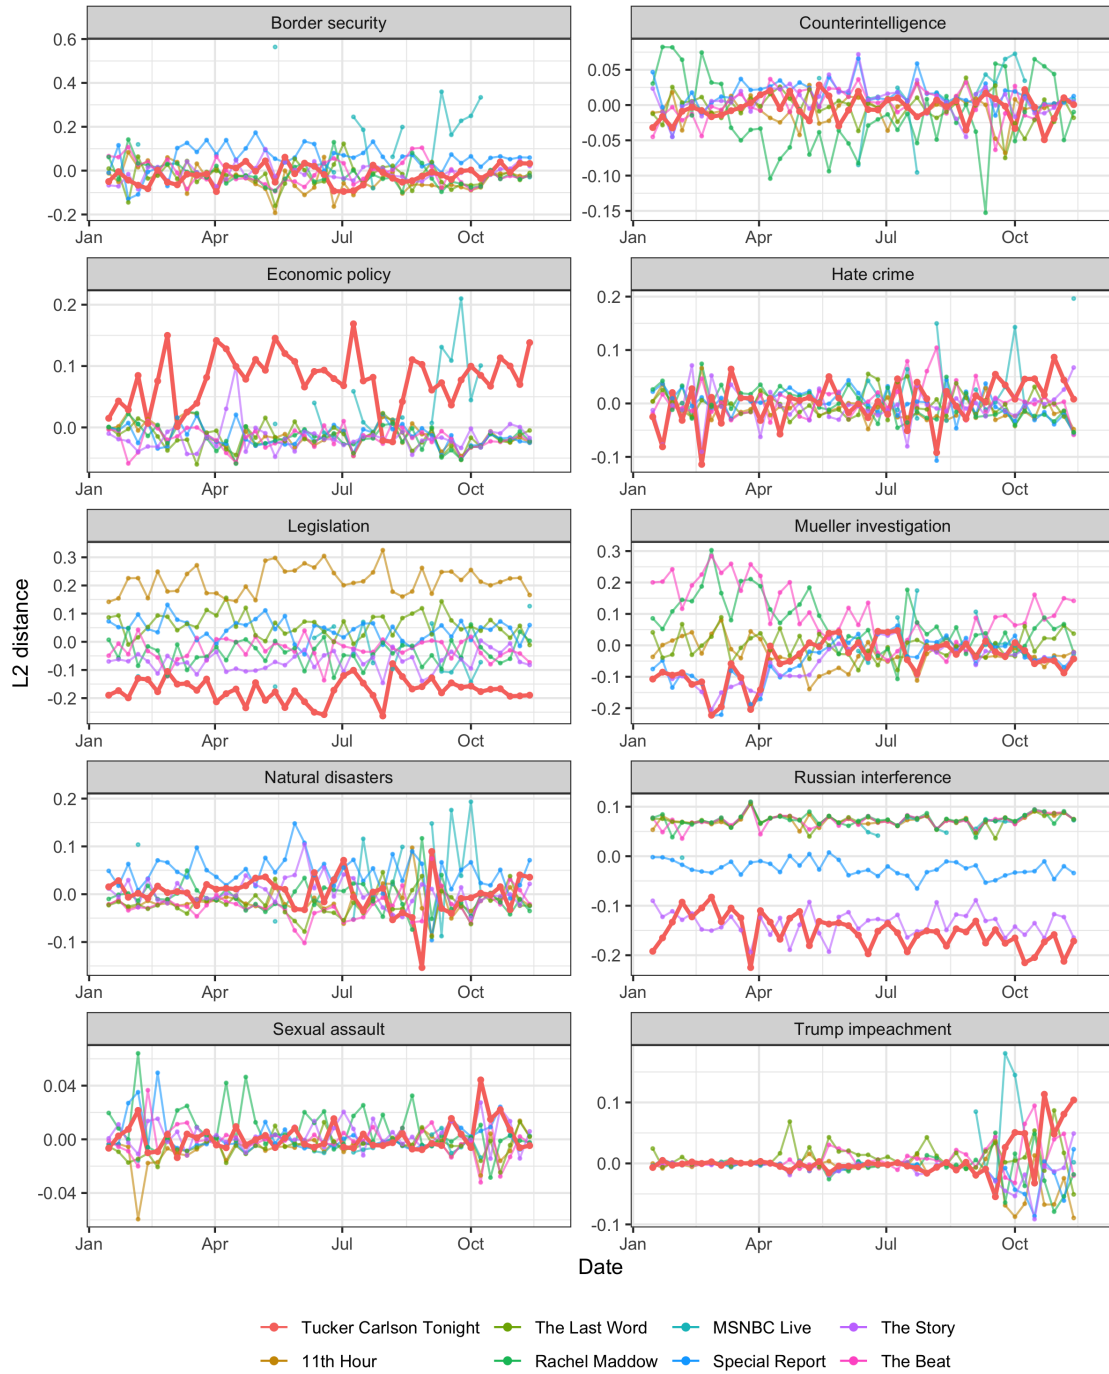 Border security
Counterintelligence
0.6
0.4
0.2
0.0
-0.2
0.05
0.00
-0.05
-0.10
-0.15
Jan Apr Jul Oct
Jan Apr Jul Oct
Economic policy
Hate crime
0.2
0.1
0.0
0.2
0.1
0.0
-0.1
Jan Apr Jul Oct
Jan Apr Jul Oct
Legislation
Mueller investigation
0.3
0.2
0.1
0.0
-0.1
-0.2
0.3
0.2
0.1
0.0
-0.1
-0.2
Jan Apr Jul Oct
Jan Apr Jul Oct
L2 distance
Natural disasters
Russian interference
0.2
0.1
0.0
-0.1
0.1
0.0
-0.1
-0.2
Jan Apr Jul Oct
Jan Apr Jul Oct
Sexual assault
Trump impeachment
0.04
0.00
-0.04
0.1
0.0
-0.1
Jan Apr Jul Oct
Jan Apr Jul Oct
Date
Tucker Carlson Tonight The Last Word MSNBC Live The Story
11th Hour Rachel Maddow Special Report The Beat